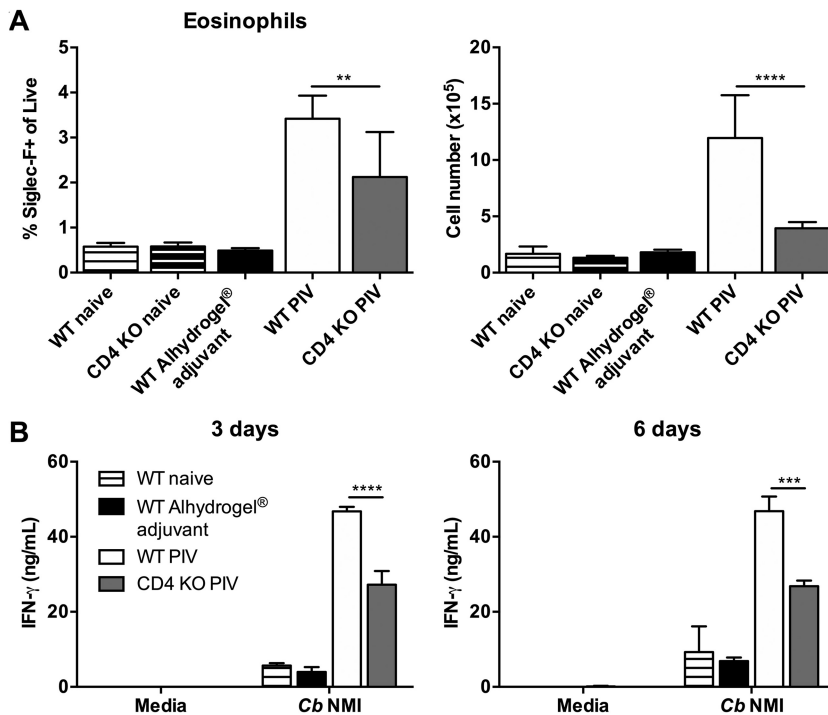 A
Eosinophils
% Siglec-F+ of Live
5
4
3
2
1
0
**
WT naive
CD4 KO naive
WT Alhydrogel®
adjuvant
WT PIV
CD4 KO PIV
Cell number (x10⁵)
20
15
10
5
0
****
WT naive
CD4 KO naive
WT Alhydrogel®
adjuvant
WT PIV
CD4 KO PIV
B
3 days
IFN-γ (ng/mL)
60
40
20
0
WT naive
WT Alhydrogel®
adjuvant
WT PIV
CD4 KO PIV
****
Media
Cb NMI
6 days
IFN-γ (ng/mL)
60
40
20
0
***
Media
Cb NMI